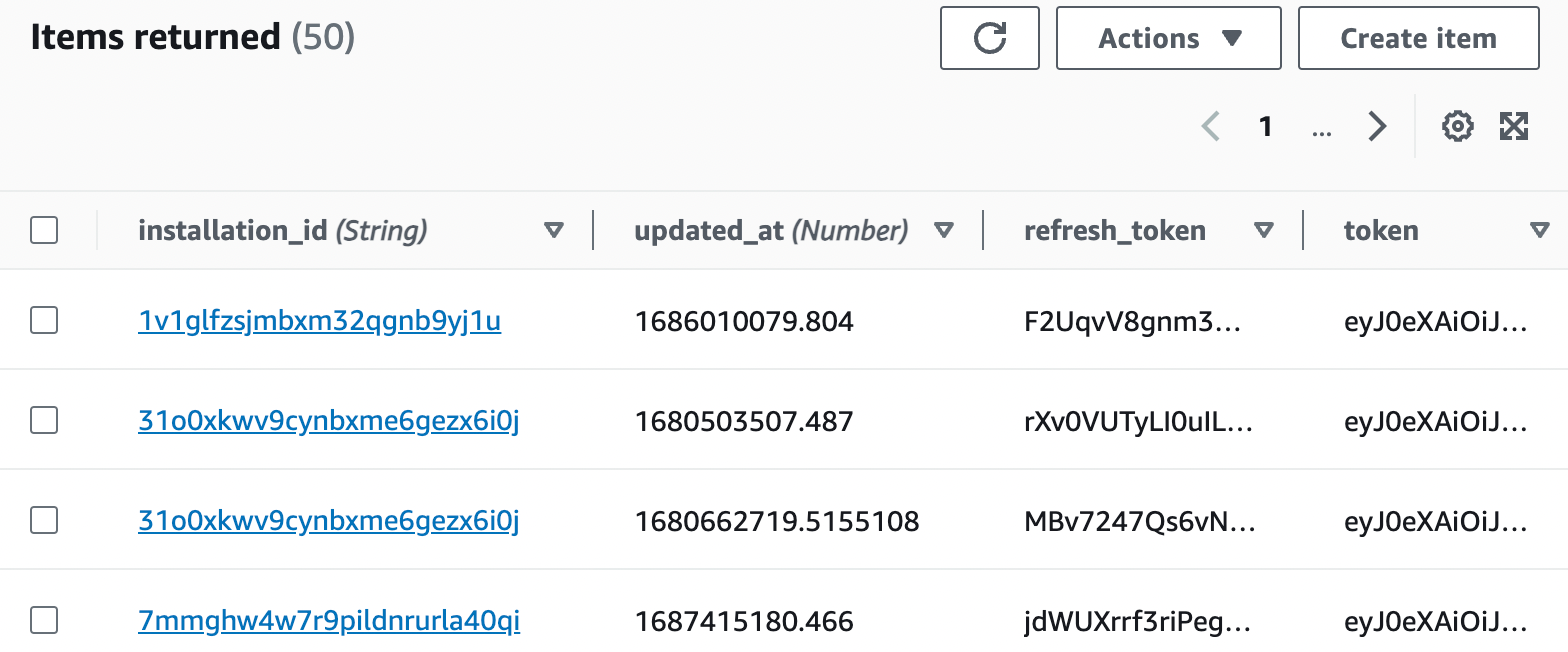 Items returned (50)
Actions
Create item
1 ...
installation_id (String) updated_at (Number) refresh_token token
1v1glfzsjmbxm32qgnb9yj1u 1686010079.804 F2UqvV8gnm3... eyJ0eXAiOiJ...
31o0xkwv9cynbxme6gezx6i0j 1680503507.487 rXv0VUTyLI0uIL... eyJ0eXAiOiJ...
31o0xkwv9cynbxme6gezx6i0j 1680662719.5155108 MBv7247Qs6vN... eyJ0eXAiOiJ...
7mmghw4w7r9pildnrurla40qi 1687415180.466 jdWUXrrf3riPeg... eyJ0eXAiOiJ...